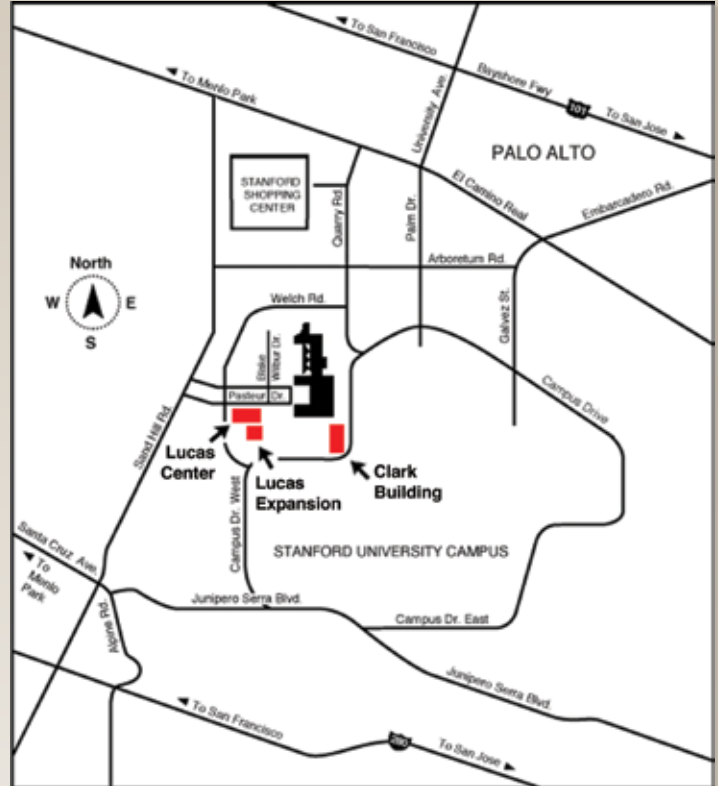 To San Francisco
Bayshore Fwy
101
To San Jose
To Menlo Park
University Ave.
PALO ALTO
STANFORD
SHOPPING
CENTER
Quarry Rd.
Palm Dr.
El Camino Real
Embarcadero Rd.
Arboretum Rd.
North
W
E
S
Welch Rd.
Galvez St.
Blake
Wilbur Dr.
Pasteur Dr.
Campus Drive
Sand Hill Rd.
Lucas
Center
Lucas
Expansion
Clark
Building
Campus Dr. West
STANFORD UNIVERSITY CAMPUS
Santa Cruz Ave.
To
Menlo
Park
Alpine Rd.
Junipero Serra Blvd.
Campus Dr. East
Junipero Serra Blvd.
To San Francisco
280
To San Jose